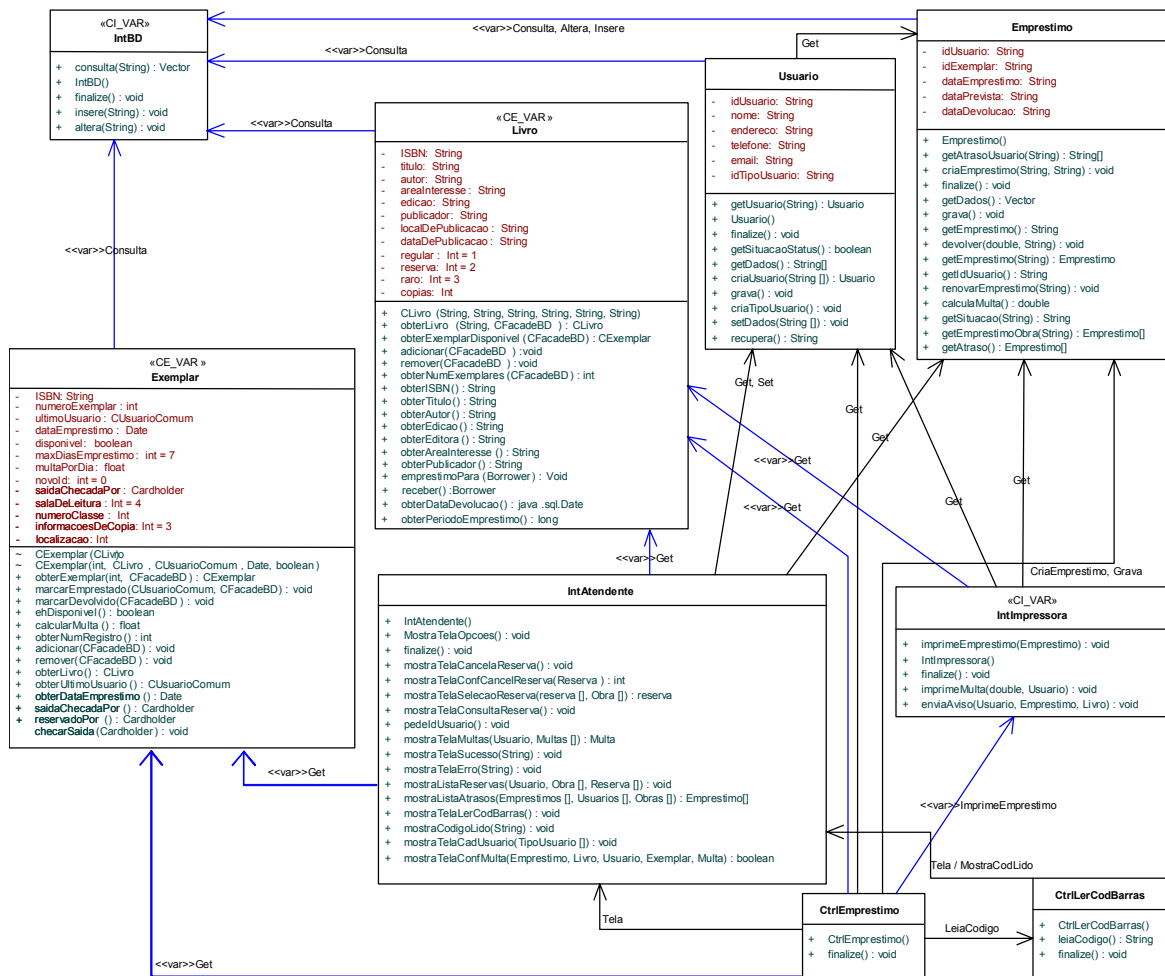 «CI_VAR»
IntBD
+ consulta(String) : Vector
+ IntBD()
+ finalize() : void
+ insere(String) : void
+ altera(String) : void
<<var>>Consulta, Altera, Insere
<<var>>Consulta
<<var>>Consulta
<<var>>Consulta
Get
Emprestimo
- idUsuario: String
- idExemplar: String
- dataEmprestimo: String
- dataPrevista: String
- dataDevolucao: String
+ Emprestimo()
+ getAtrasoUsuario(String) : String[]
+ criaEmprestimo(String, String) : void
+ finalize() : void
+ getDados() : Vector
+ grava() : void
+ getEmprestimo() : String
+ devolver(double, String) : void
+ getEmprestimo(String) : Emprestimo
+ getIdUsuario() : String
+ renovarEmprestimo(String) : void
+ calculaMulta() : double
+ getSituacao(String) : String
+ getEmprestimoObra(String) : Emprestimo[]
+ getAtraso() : Emprestimo[]
Usuario
- idUsuario: String
- nome: String
- endereco: String
- telefone: String
- email: String
- idTipoUsuario: String
+ getUsuario(String) : Usuario
+ Usuario()
+ finalize() : void
+ getSituacaoStatus() : boolean
+ getDados() : String[]
+ criaUsuario(String []) : Usuario
+ grava() : void
+ criaTipoUsuario() : void
+ setDados(String []) : void
+ recupera() : String
«CE_VAR»
Livro
- ISBN: String
- titulo: String
- autor: String
- areaInteresse: String
- edicao: String
- publicador: String
- localDePublicacao : String
- dataDePublicacao : String
- regular : Int = 1
- reserva: Int = 2
- raro: Int = 3
- copias: Int
+ CLivro (String, String, String, String, String, String)
+ obterLivro (String, CFacadeBD ) : CLivro
+ obterExemplarDisponivel (CFacadeBD) : CExemplar
+ adicionar(CFacadeBD ) :void
+ remover(CFacadeBD ) : void
+ obterNumExemplares (CFacadeBD) : int
+ obterISBN() : String
+ obterTitulo() : String
+ obterAutor() : String
+ obterEdicao() : String
+ obterEditora() : String
+ obterAreaInteresse () : String
+ obterPublicador () : String
+ emprestimoPara (Borrower) : Void
+ receber() :Borrower
+ obterDataDevolucao() : java .sql.Date
+ obterPeriodoEmprestimo() : long
«CE_VAR »
Exemplar
- ISBN: String
- numeroExemplar: int
- ultimoUsuario : CUsuarioComum
- dataEmprestimo : Date
- disponivel: boolean
- maxDiasEmprestimo: int = 7
- multaPorDia: float
- novoId: int = 0
- saidaChecadaPor: Cardholder
- salaDeLeitura : Int = 4
- numeroClasse : Int
- informacoesDeCopia: Int = 3
- localizacao: Int
~ CExemplar (CLivro)
~ CExemplar(int, CLivro , CUsuarioComum , Date, boolean )
+ obterExemplar(int, CFacadeBD) : CExemplar
+ marcarEmprestado(CUsuarioComum, CFacadeBD) : void
+ marcarDevolvido(CFacadeBD) : void
+ ehDisponivel() : boolean
+ calcularMulta () : float
+ obterNumRegistro() : int
+ adicionar(CFacadeBD) : void
+ remover(CFacadeBD) : void
+ obterLivro() : CLivro
+ obterUltimoUsuario() : CUsuarioComum
+ obterDataEmprestimo () : Date
+ saidaChecadaPor () : Cardholder
+ reservadoPor () : Cardholder
checarSaida (Cardholder) : void
Get, Set
Get
Get
Get
Get
<<var>>Get
<<var>>Get
<<var>>Get
CriaEmprestimo, Grava
IntAtendente
+ IntAtendente()
+ MostraTelaOpcoes() : void
+ finalize() : void
+ mostraTelaCancelaReserva() : void
+ mostraTelaConfCancelReserva(Reserva ) : int
+ mostraTelaSelecaoReserva(reserva [], Obra []) : reserva
+ mostraTelaConsultaReserva() : void
+ pedeIdUsuario() : void
+ mostraTelaMultas(Usuario, Multas []) : Multa
+ mostraTelaSucesso(String) : void
+ mostraTelaErro(String) : void
+ mostraListaReservas(Usuario, Obra [], Reserva []) : void
+ mostraListaAtrasos(Emprestimos [], Usuarios [], Obras []) : Emprestimo[]
+ mostraTelaLerCodBarras() : void
+ mostraCodigoLido(String) : void
+ mostraTelaCadUsuario(TipoUsuario []) : void
+ mostraTelaConfMulta(Emprestimo, Livro, Usuario, Exemplar, Multa) : boolean
«CI_VAR»
IntImpressora
+ imprimeEmprestimo(Emprestimo) : void
+ IntImpressora()
+ finalize() : void
+ imprimeMulta(double, Usuario) : void
+ enviaAviso(Usuario, Emprestimo, Livro) : void
<<var>>Get
<<var>>ImprimeEmprestimo
Tela / MostraCodLido
Tela
LeiaCodigo
CtrlEmprestimo
+ CtrlEmprestimo()
+ finalize() : void
CtrlLerCodBarras
+ CtrlLerCodBarras()
+ leiaCodigo() : String
+ finalize() : void
<<var>>Get